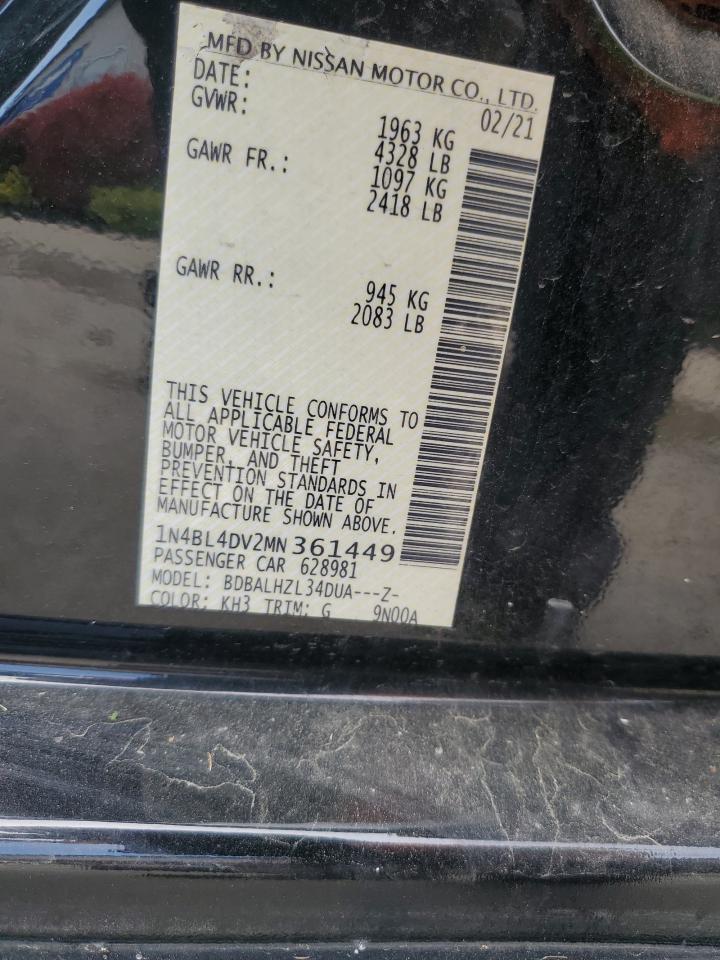 MFD BY NISSAN MOTOR CO., LTD.
DATE: 02/21
GVWR: 1963 KG
4328 LB
GAWR FR.: 1097 KG
2418 LB
GAWR RR.: 945 KG
2083 LB
THIS VEHICLE CONFORMS TO
ALL APPLICABLE FEDERAL
MOTOR VEHICLE SAFETY,
BUMPER, AND THEFT
PREVENTION STANDARDS IN
EFFECT ON THE DATE OF
MANUFACTURE SHOWN ABOVE.
1N4BL4DV2MN361449
PASSENGER CAR 628981
MODEL: BDBALHZL34DUA---Z-
COLOR: KH3 TRIM: G 9N00A